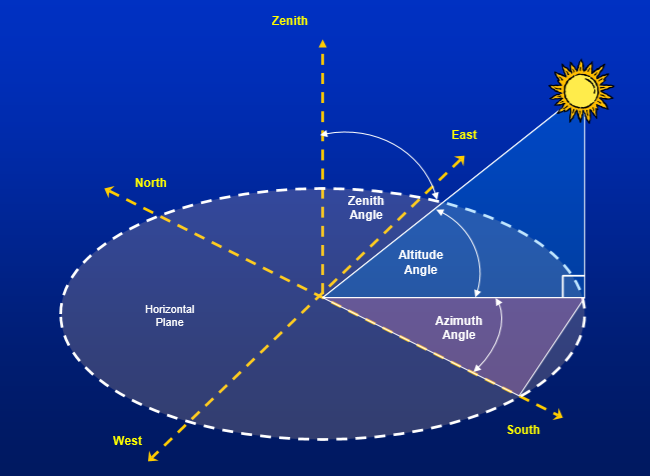 Zenith
East
North
Zenith
Angle
Altitude
Angle
Horizontal
Plane
Azimuth
Angle
South
West